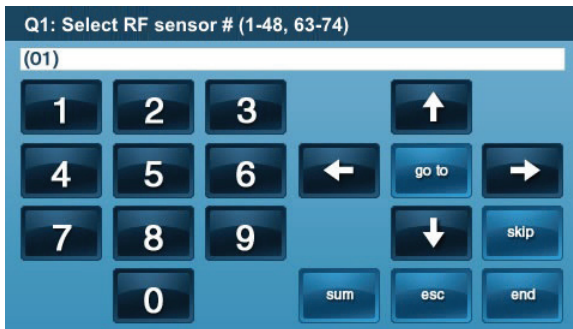 Q1: Select RF sensor # (1-48, 63-74)
(01)
1 2 3
4 5 6 go to
7 8 9 skip
0 sum esc end